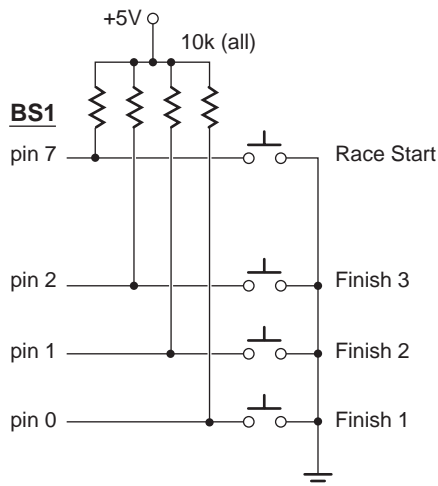 +5V
10k (all)
BS1
pin 7 Race Start
pin 2 Finish 3
pin 1 Finish 2
pin 0 Finish 1